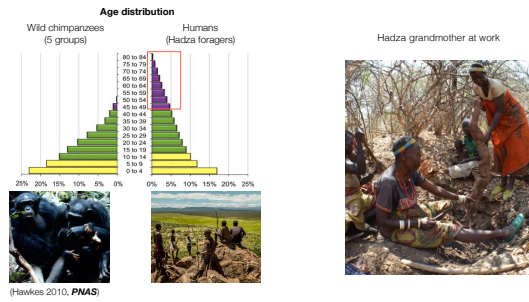 Age distribution
Wild chimpanzees
(5 groups)
Humans
(Hadza foragers)
80 to 84
75 to 79
70 to 74
65 to 69
60 to 64
55 to 59
50 to 54
45 to 49
40 to 44
35 to 39
30 to 34
25 to 29
20 to 24
15 to 19
10 to 14
5 to 9
0 to 4
25% 20% 15% 10% 5% 0%
0% 5% 10% 15% 20% 25%
(Hawkes 2010, PNAS)
Hadza grandmother at work